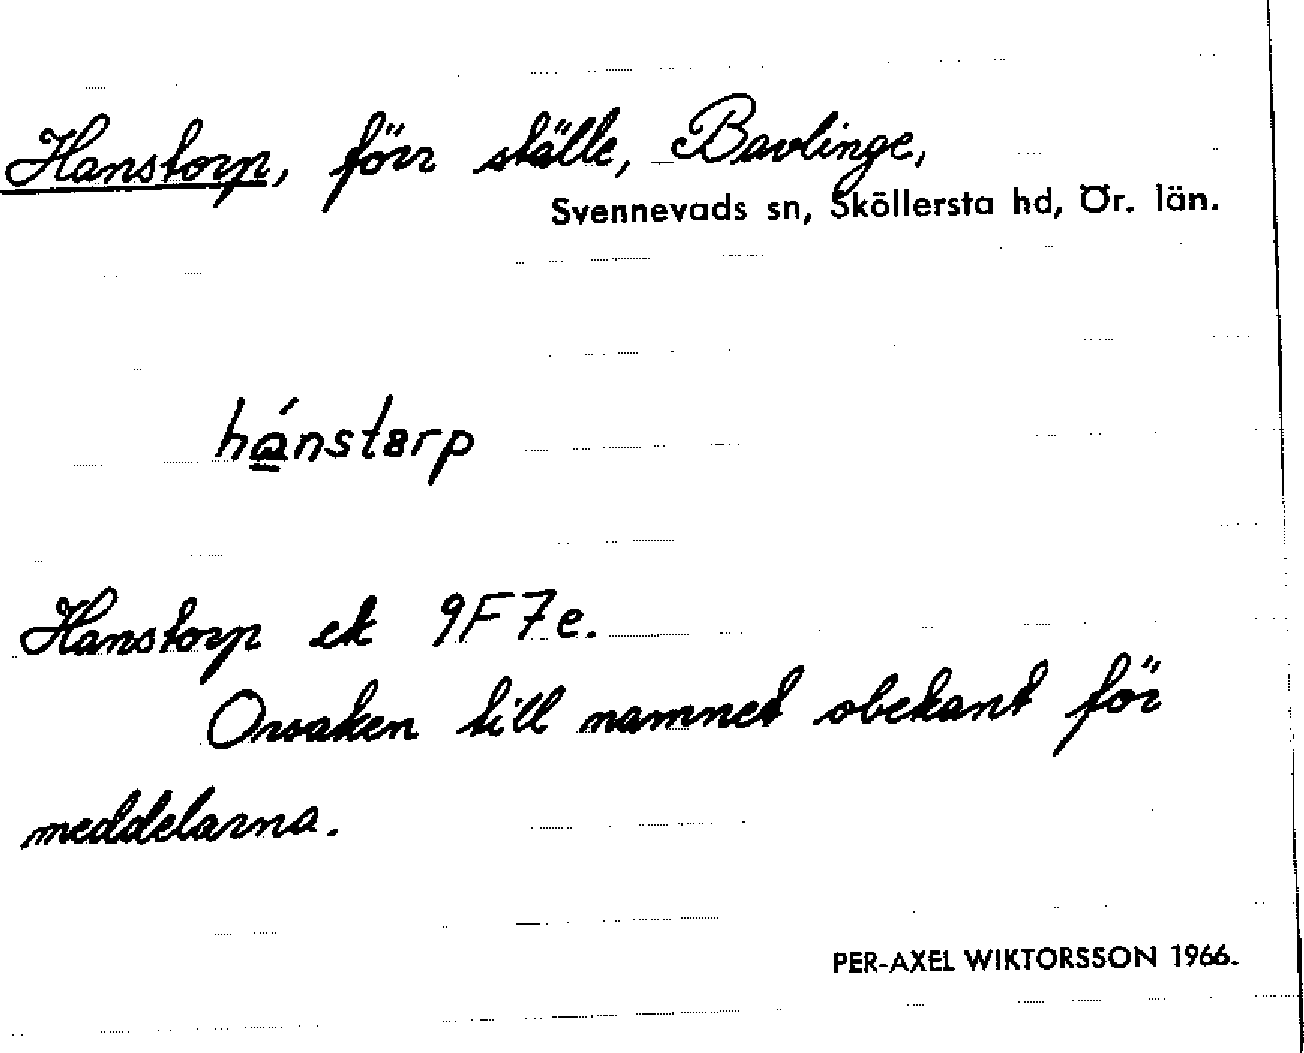 Hanstorp, förr ställe, Bavlinge,
Svennevads sn, Sköllersta hd, Ör. län.
hánstarp
Hanstorp ek 9F7e.
Orsaken till namnet obekant för
meddelarna.
PER-AXEL WIKTORSSON 1966.